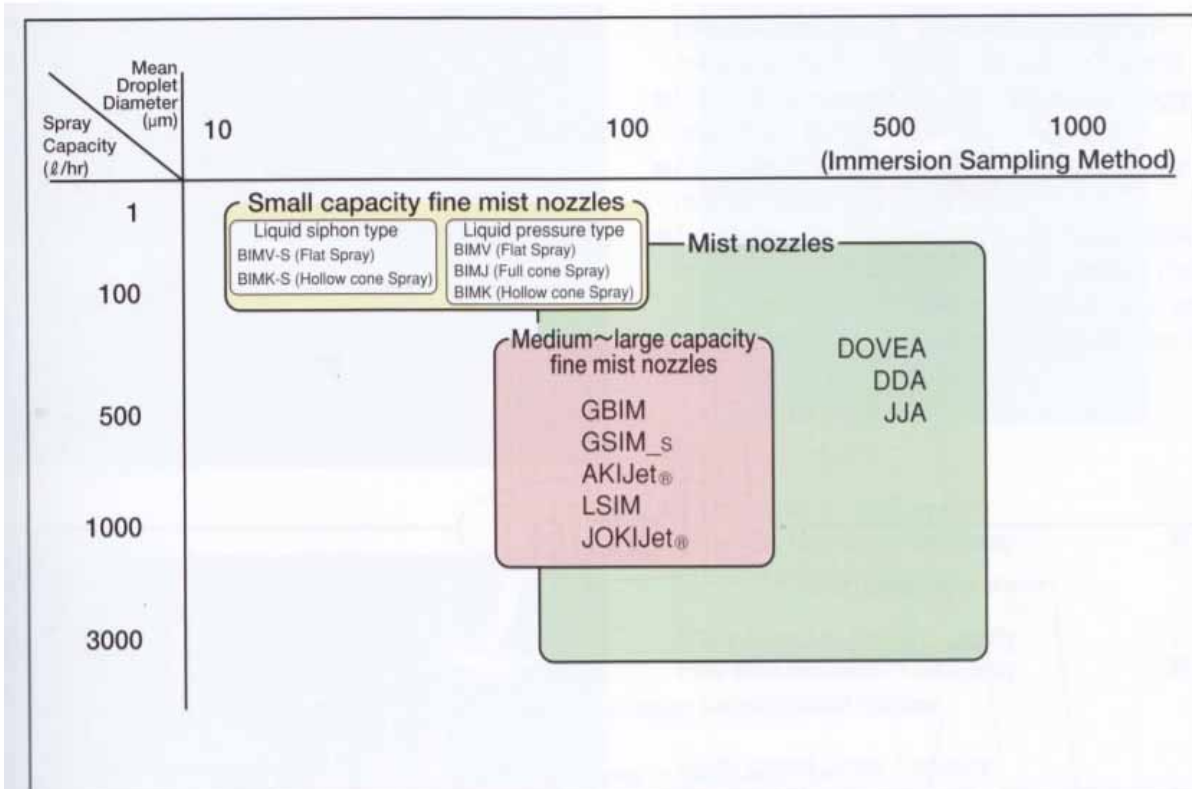 Mean
Droplet
Diameter
(μm)
Spray
Capacity
(ℓ/hr)
10
100
500
1000
(Immersion Sampling Method)
1
100
500
1000
3000
Small capacity fine mist nozzles
Liquid siphon type
BIMV-S (Flat Spray)
BIMK-S (Hollow cone Spray)
Liquid pressure type
BIMV (Flat Spray)
BIMJ (Full cone Spray)
BIMK (Hollow cone Spray)
Mist nozzles
DOVEA
DDA
JJA
Medium~large capacity
fine mist nozzles
GBIM
GSIM_S
AKIJet®
LSIM
JOKIJet®